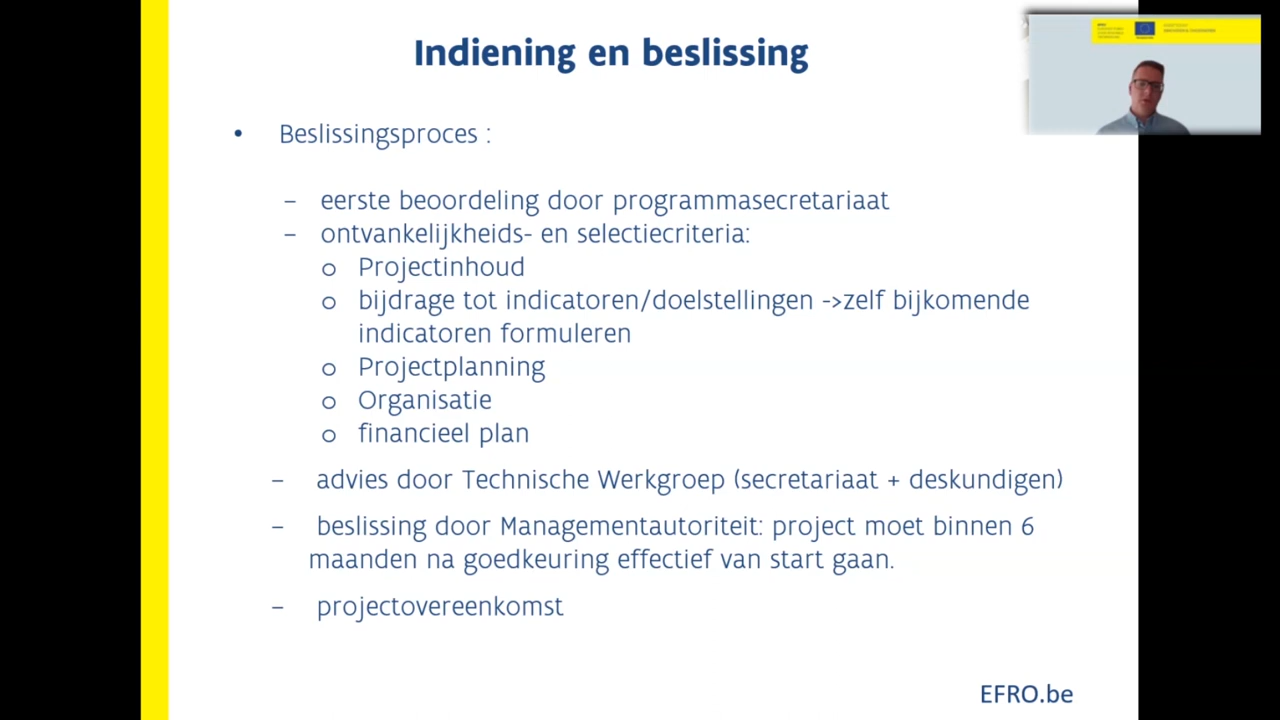 Indiening en beslissing
• Beslissingsproces :
– eerste beoordeling door programmasecretariaat
– ontvankelijkheids- en selectiecriteria:
o Projectinhoud
o bijdrage tot indicatoren/doelstellingen ->zelf bijkomende
indicatoren formuleren
o Projectplanning
o Organisatie
o financieel plan
– advies door Technische Werkgroep (secretariaat + deskundigen)
– beslissing door Managementautoriteit: project moet binnen 6
maanden na goedkeuring effectief van start gaan.
– projectovereenkomst
EFRO.be